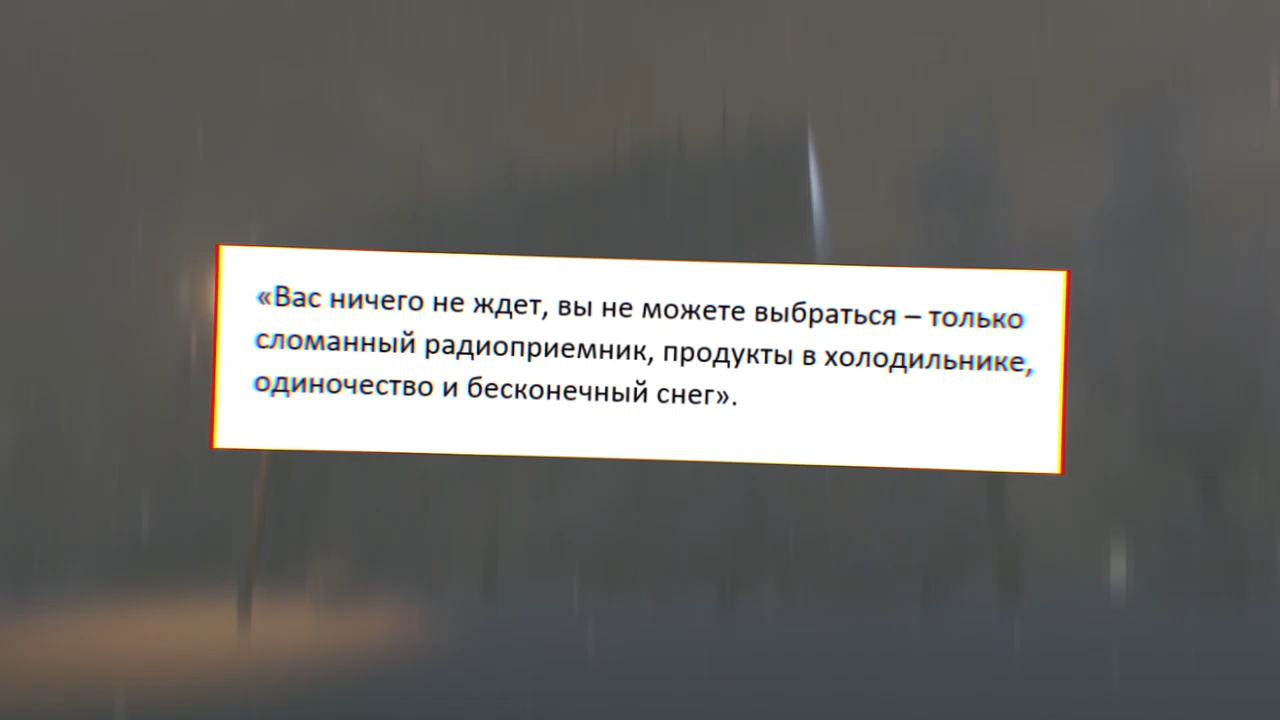 «Вас ничего не ждет, вы не можете выбраться – только
сломанный радиоприемник, продукты в холодильнике,
одиночество и бесконечный снег».